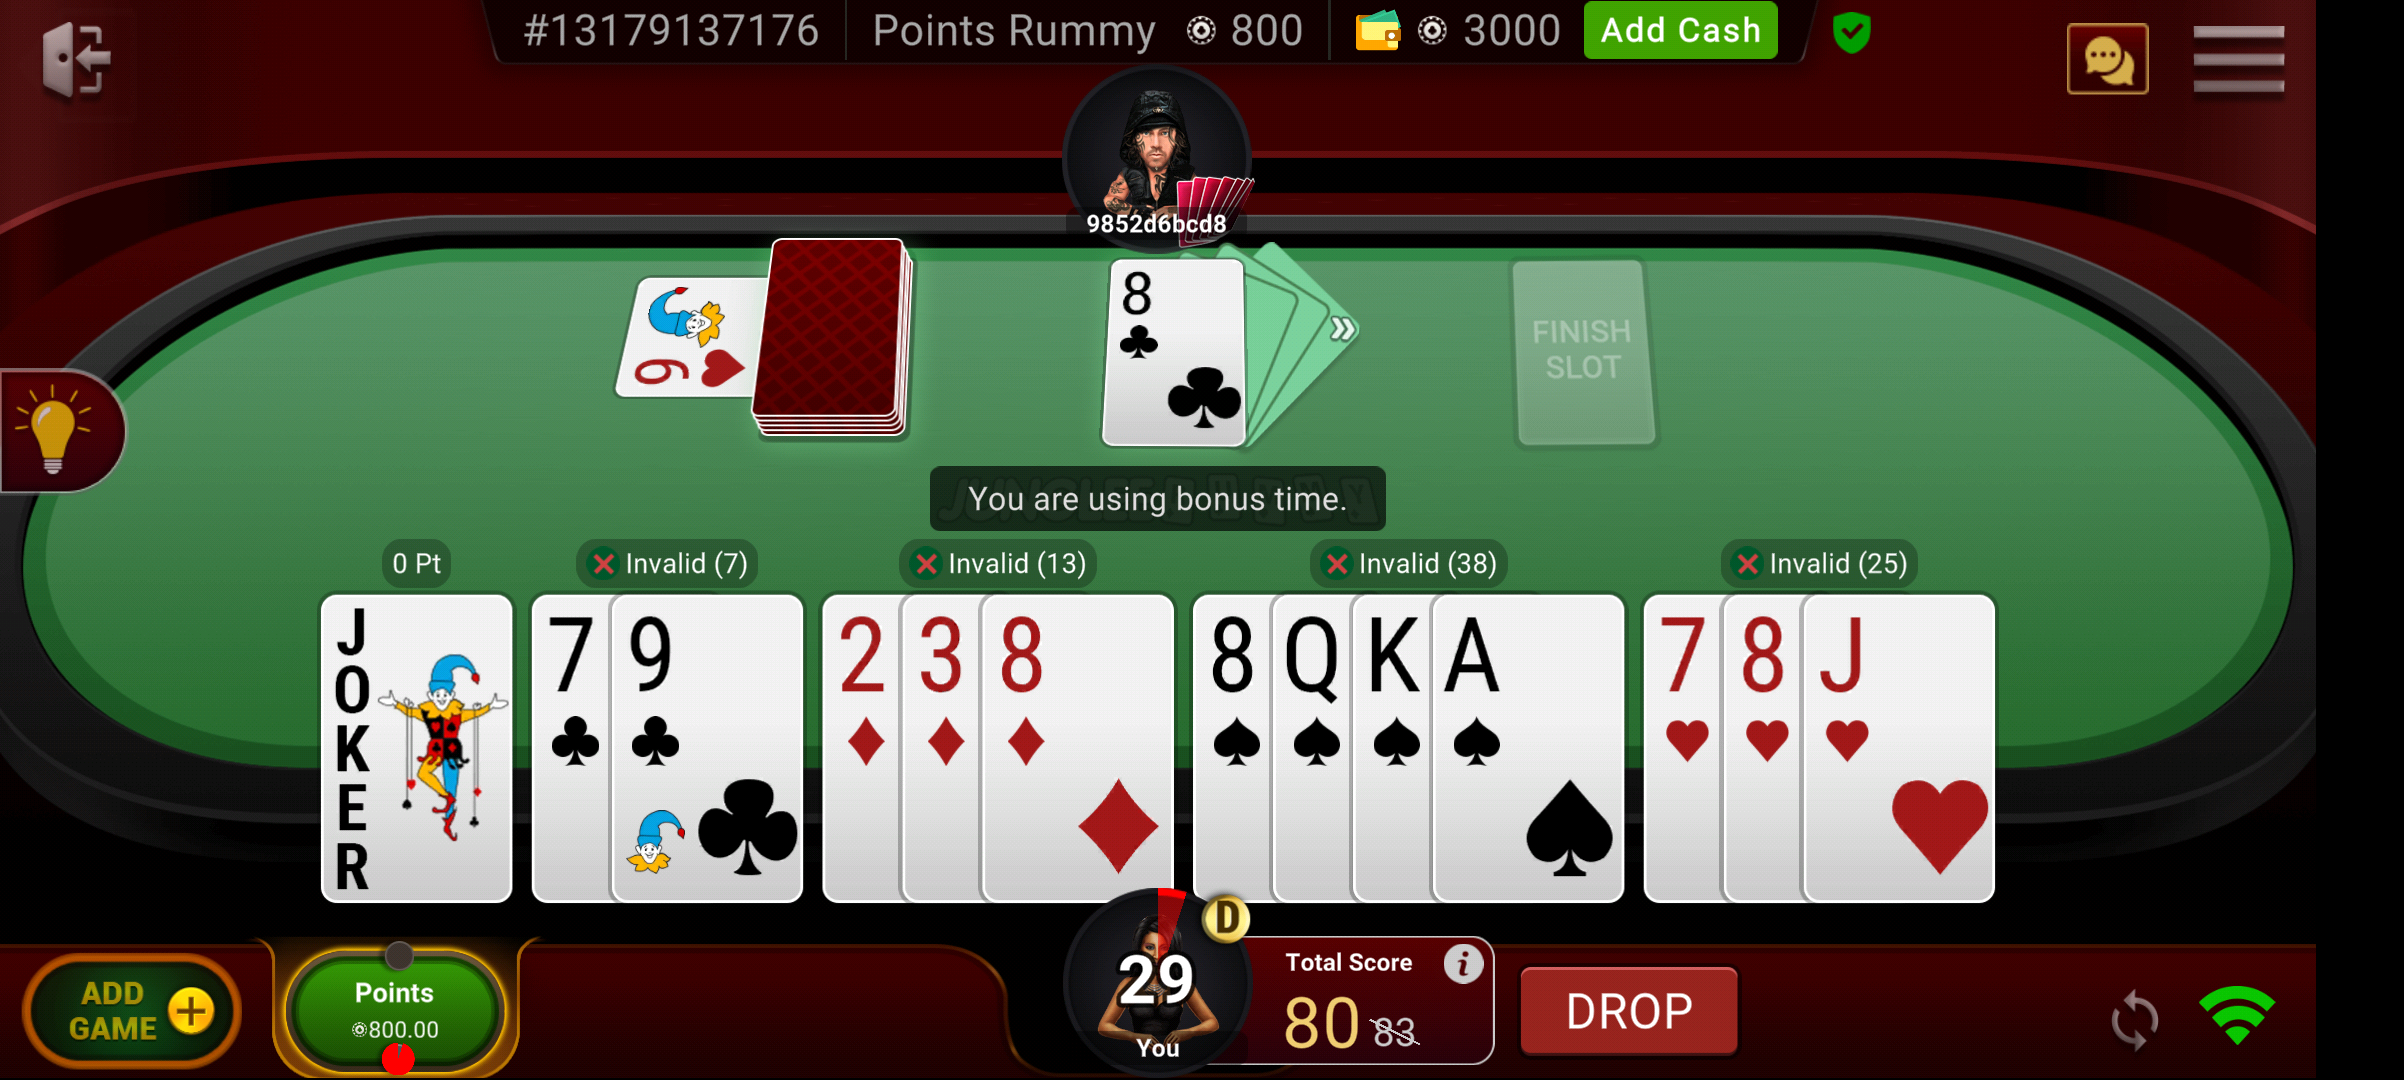 #13179137176
Points Rummy 800
3000
Add Cash
9852d6bcd8
9
8
FINISH
SLOT
You are using bonus time.
0 Pt
Invalid (7)
Invalid (13)
Invalid (38)
Invalid (25)
JOKER
7 9
2 3 8
8 Q K A
7 8 J
ADD
GAME
Points
800.00
29
You
D
Total Score
i
80 83
DROP